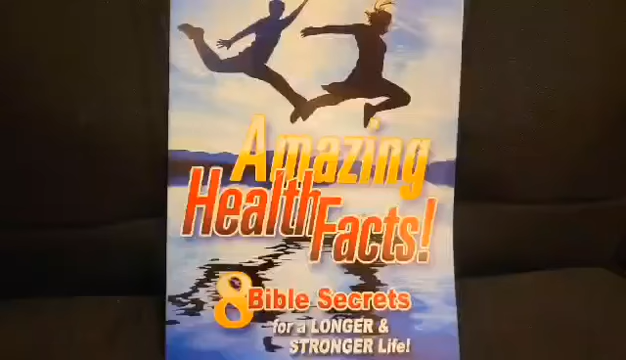 Amazing
Health
Facts!
8 Bible Secrets
for a LONGER &
STRONGER Life!